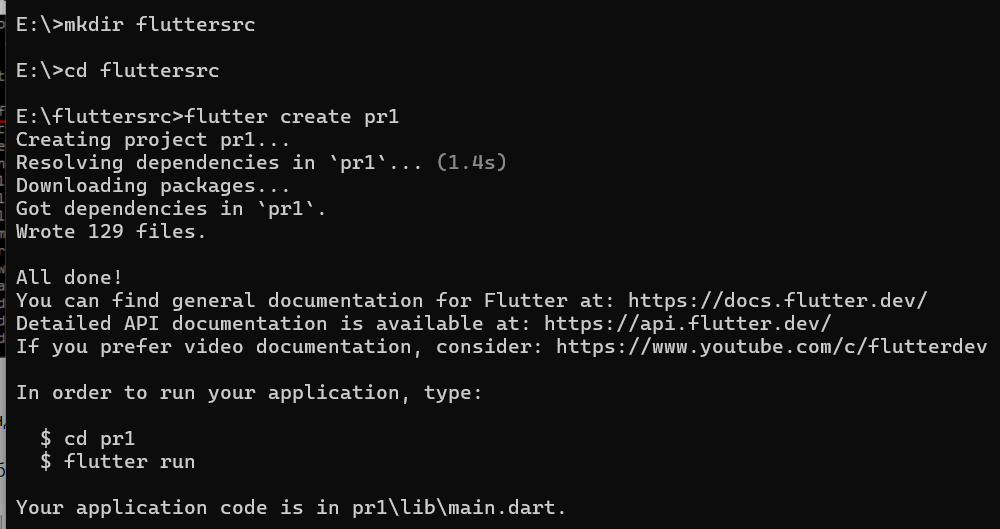 E:\>mkdir fluttersrc
E:\>cd fluttersrc
E:\fluttersrc>flutter create pr1
Creating project pr1...
Resolving dependencies in `pr1`... (1.4s)
Downloading packages...
Got dependencies in `pr1`.
Wrote 129 files.
All done!
You can find general documentation for Flutter at: https://docs.flutter.dev/
Detailed API documentation is available at: https://api.flutter.dev/
If you prefer video documentation, consider: https://www.youtube.com/c/flutterdev
In order to run your application, type:
$ cd pr1
$ flutter run
Your application code is in pr1\lib\main.dart.